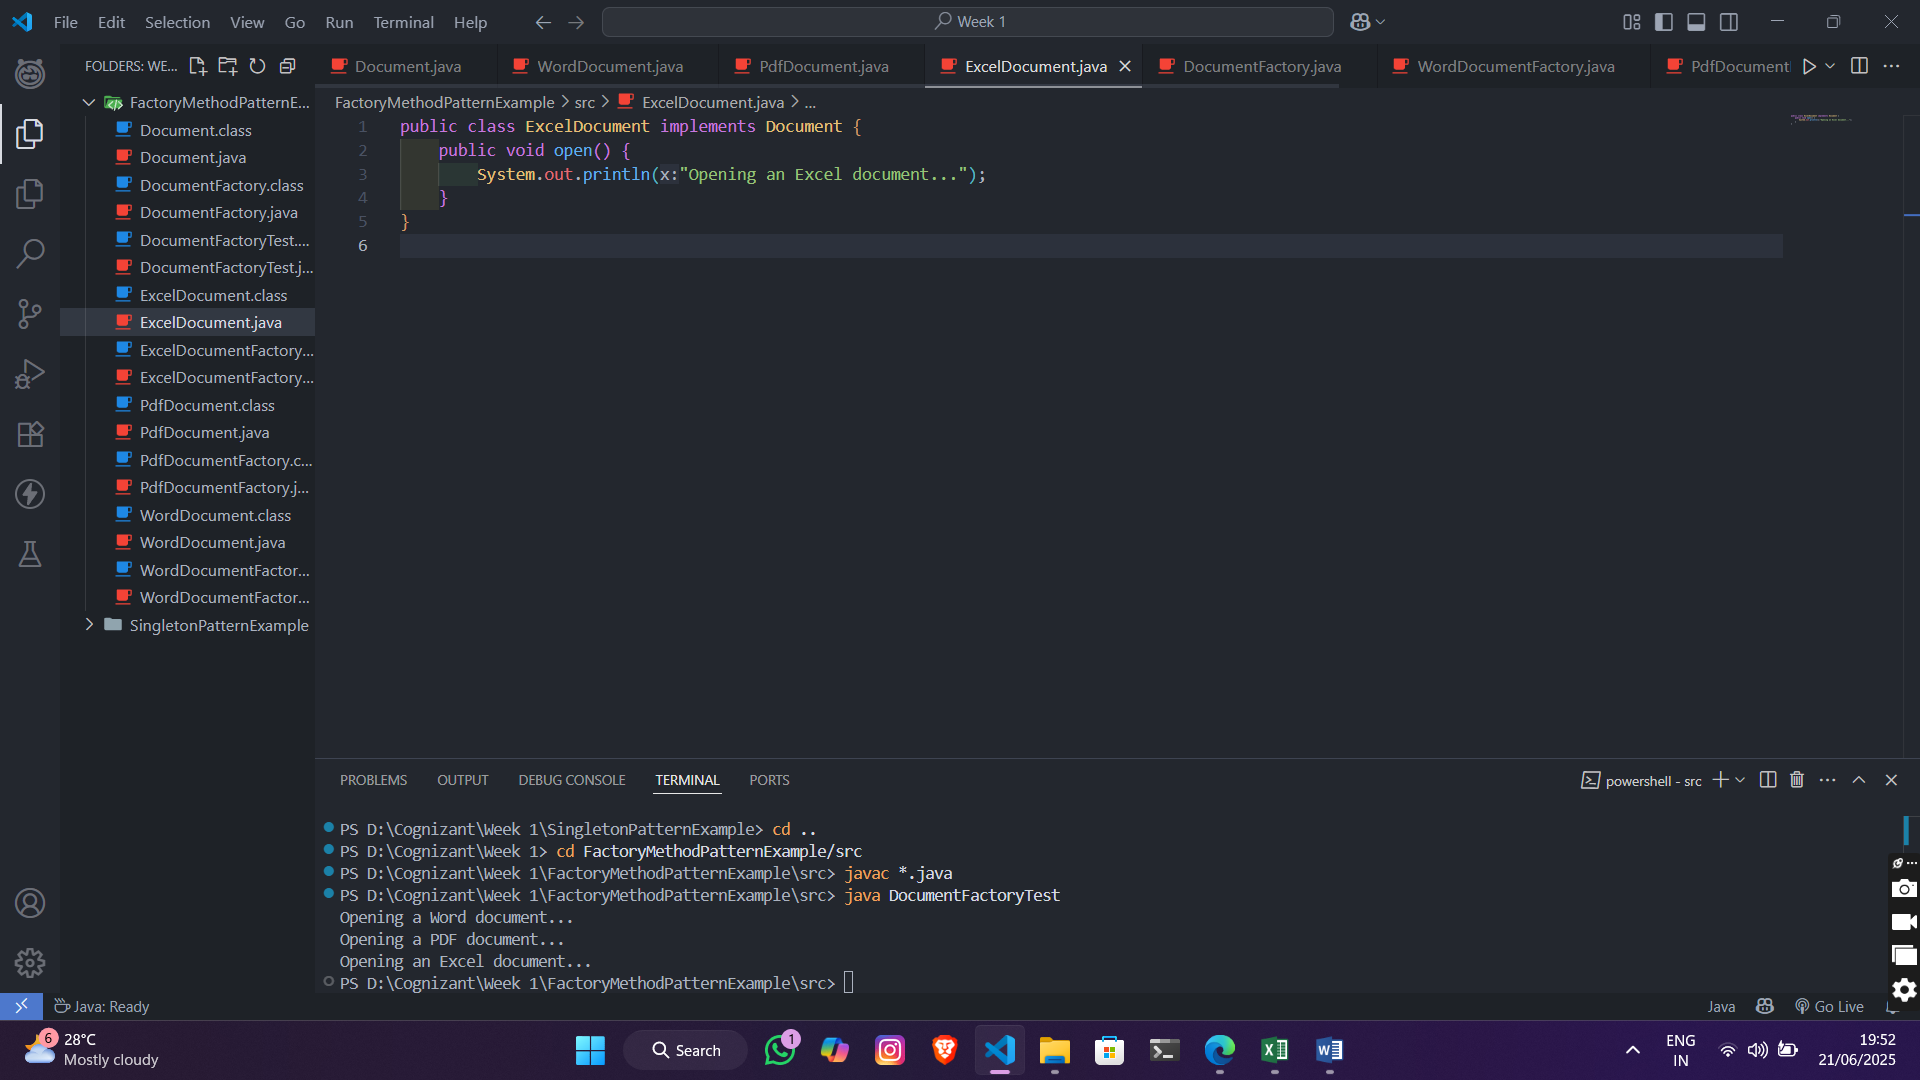 File Edit Selection View Go Run Terminal Help
Week 1
FOLDERS: WE...
Document.java WordDocument.java PdfDocument.java ExcelDocument.java DocumentFactory.java WordDocumentFactory.java PdfDocument
FactoryMethodPatternE...
Document.class
Document.java
DocumentFactory.class
DocumentFactory.java
DocumentFactoryTest....
DocumentFactoryTest.j...
ExcelDocument.class
ExcelDocument.java
ExcelDocumentFactory...
ExcelDocumentFactory...
PdfDocument.class
PdfDocument.java
PdfDocumentFactory.c...
PdfDocumentFactory.j...
WordDocument.class
WordDocument.java
WordDocumentFactor...
WordDocumentFactor...
SingletonPatternExample
FactoryMethodPatternExample > src > ExcelDocument.java > ...
1 public class ExcelDocument implements Document {
2 public void open() {
3 System.out.println(x:"Opening an Excel document...");
4 }
5 }
6
PROBLEMS OUTPUT DEBUG CONSOLE TERMINAL PORTS
powershell - src
PS D:\Cognizant\Week 1\SingletonPatternExample> cd ..
PS D:\Cognizant\Week 1> cd FactoryMethodPatternExample/src
PS D:\Cognizant\Week 1\FactoryMethodPatternExample\src> javac *.java
PS D:\Cognizant\Week 1\FactoryMethodPatternExample\src> java DocumentFactoryTest
Opening a Word document...
Opening a PDF document...
Opening an Excel document...
PS D:\Cognizant\Week 1\FactoryMethodPatternExample\src>
Java: Ready
Java
Go Live
6
28°C
Mostly cloudy
Search
1
ENG
IN
19:52
21/06/2025